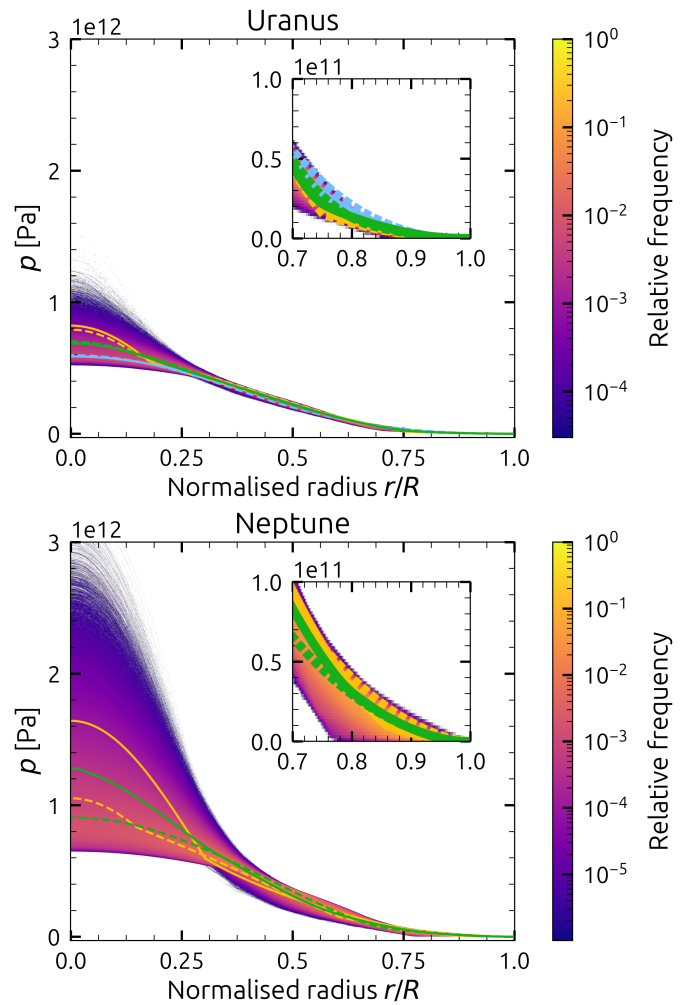 Uranus
1e12
3
2
1
0
p [Pa]
0.0 0.25 0.5 0.75 1.0
Normalised radius r/R
1e11
1.0
0.5
0.0
0.7 0.8 0.9 1.0
10⁰
10⁻¹
10⁻²
10⁻³
10⁻⁴
Relative frequency
Neptune
1e12
3
2
1
0
p [Pa]
0.0 0.25 0.5 0.75 1.0
Normalised radius r/R
1e11
1.0
0.5
0.0
0.7 0.8 0.9 1.0
10⁰
10⁻¹
10⁻²
10⁻³
10⁻⁴
10⁻⁵
Relative frequency